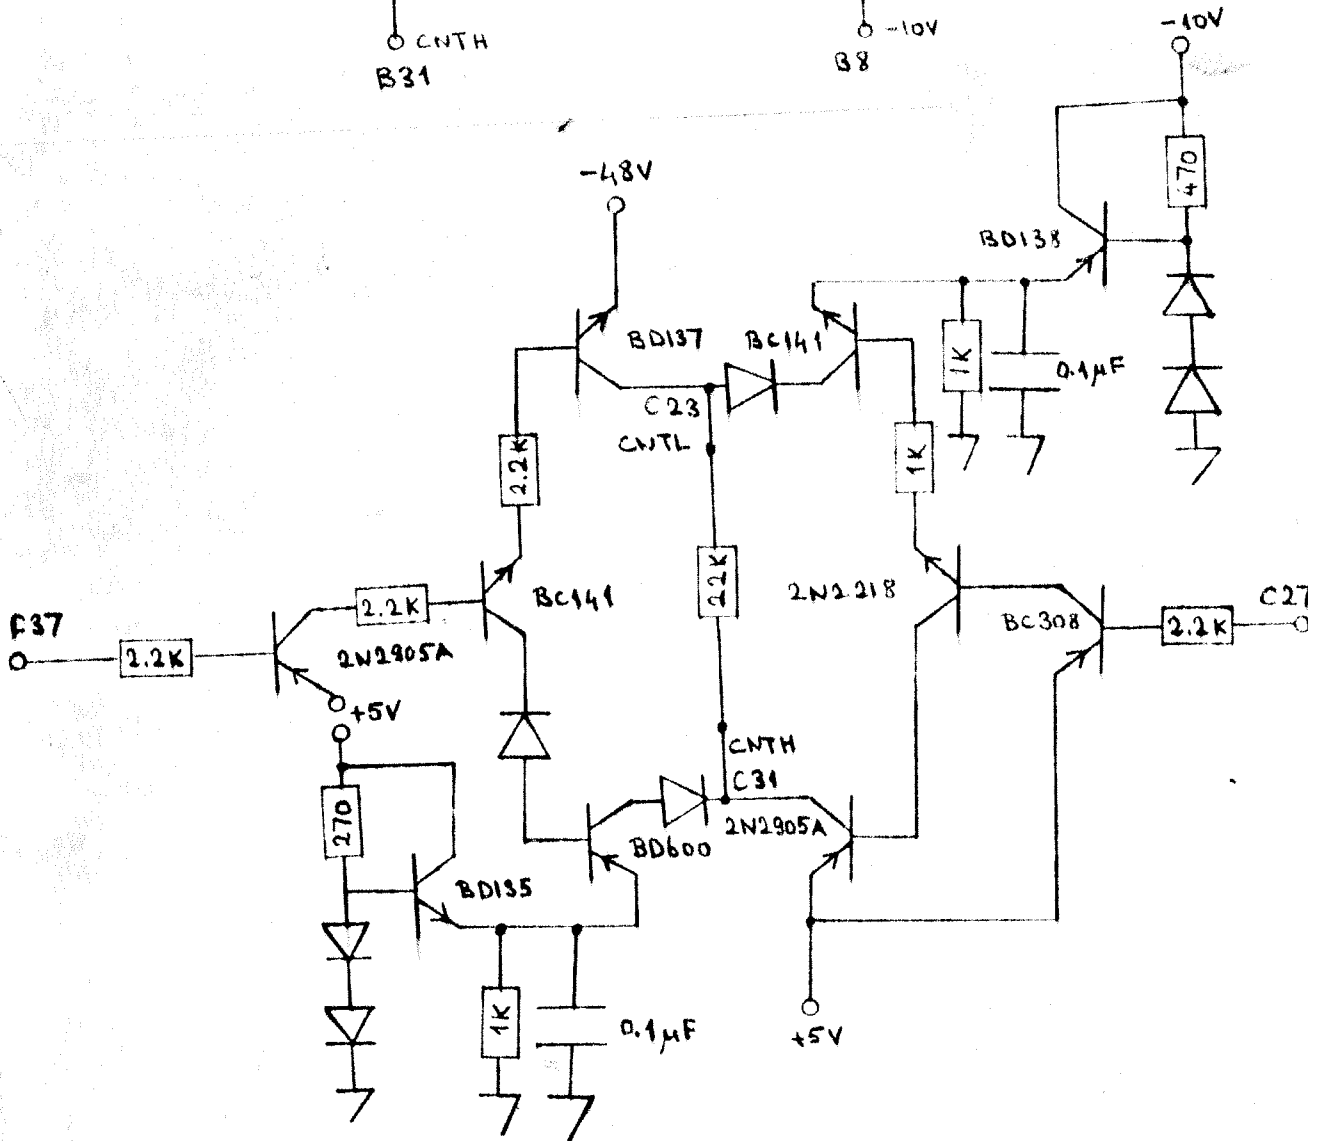 CNTH
B31
-10V
B8
-10V
-48V
470
BD138
BD137
BC141
1K
0.1µF
C23
CNTL
2.2K
1K
22K
BC141
2N2218
F37
2.2K
2.2K
2N2905A
BC308
2.2K
C27
+5V
CNTH
C31
270
2N2905A
BD600
BD135
1K
0.1µF
+5V